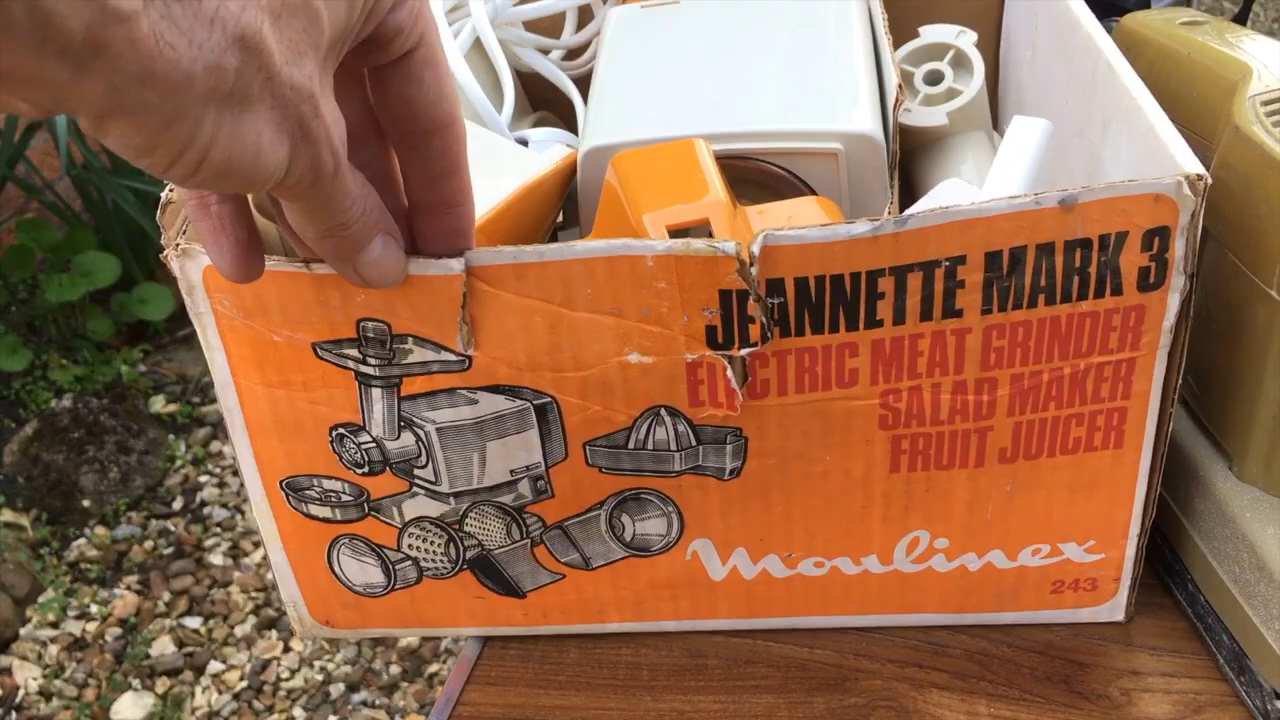 JEANNETTE MARK 3
ELECTRIC MEAT GRINDER
SALAD MAKER
FRUIT JUICER
Moulinex
243